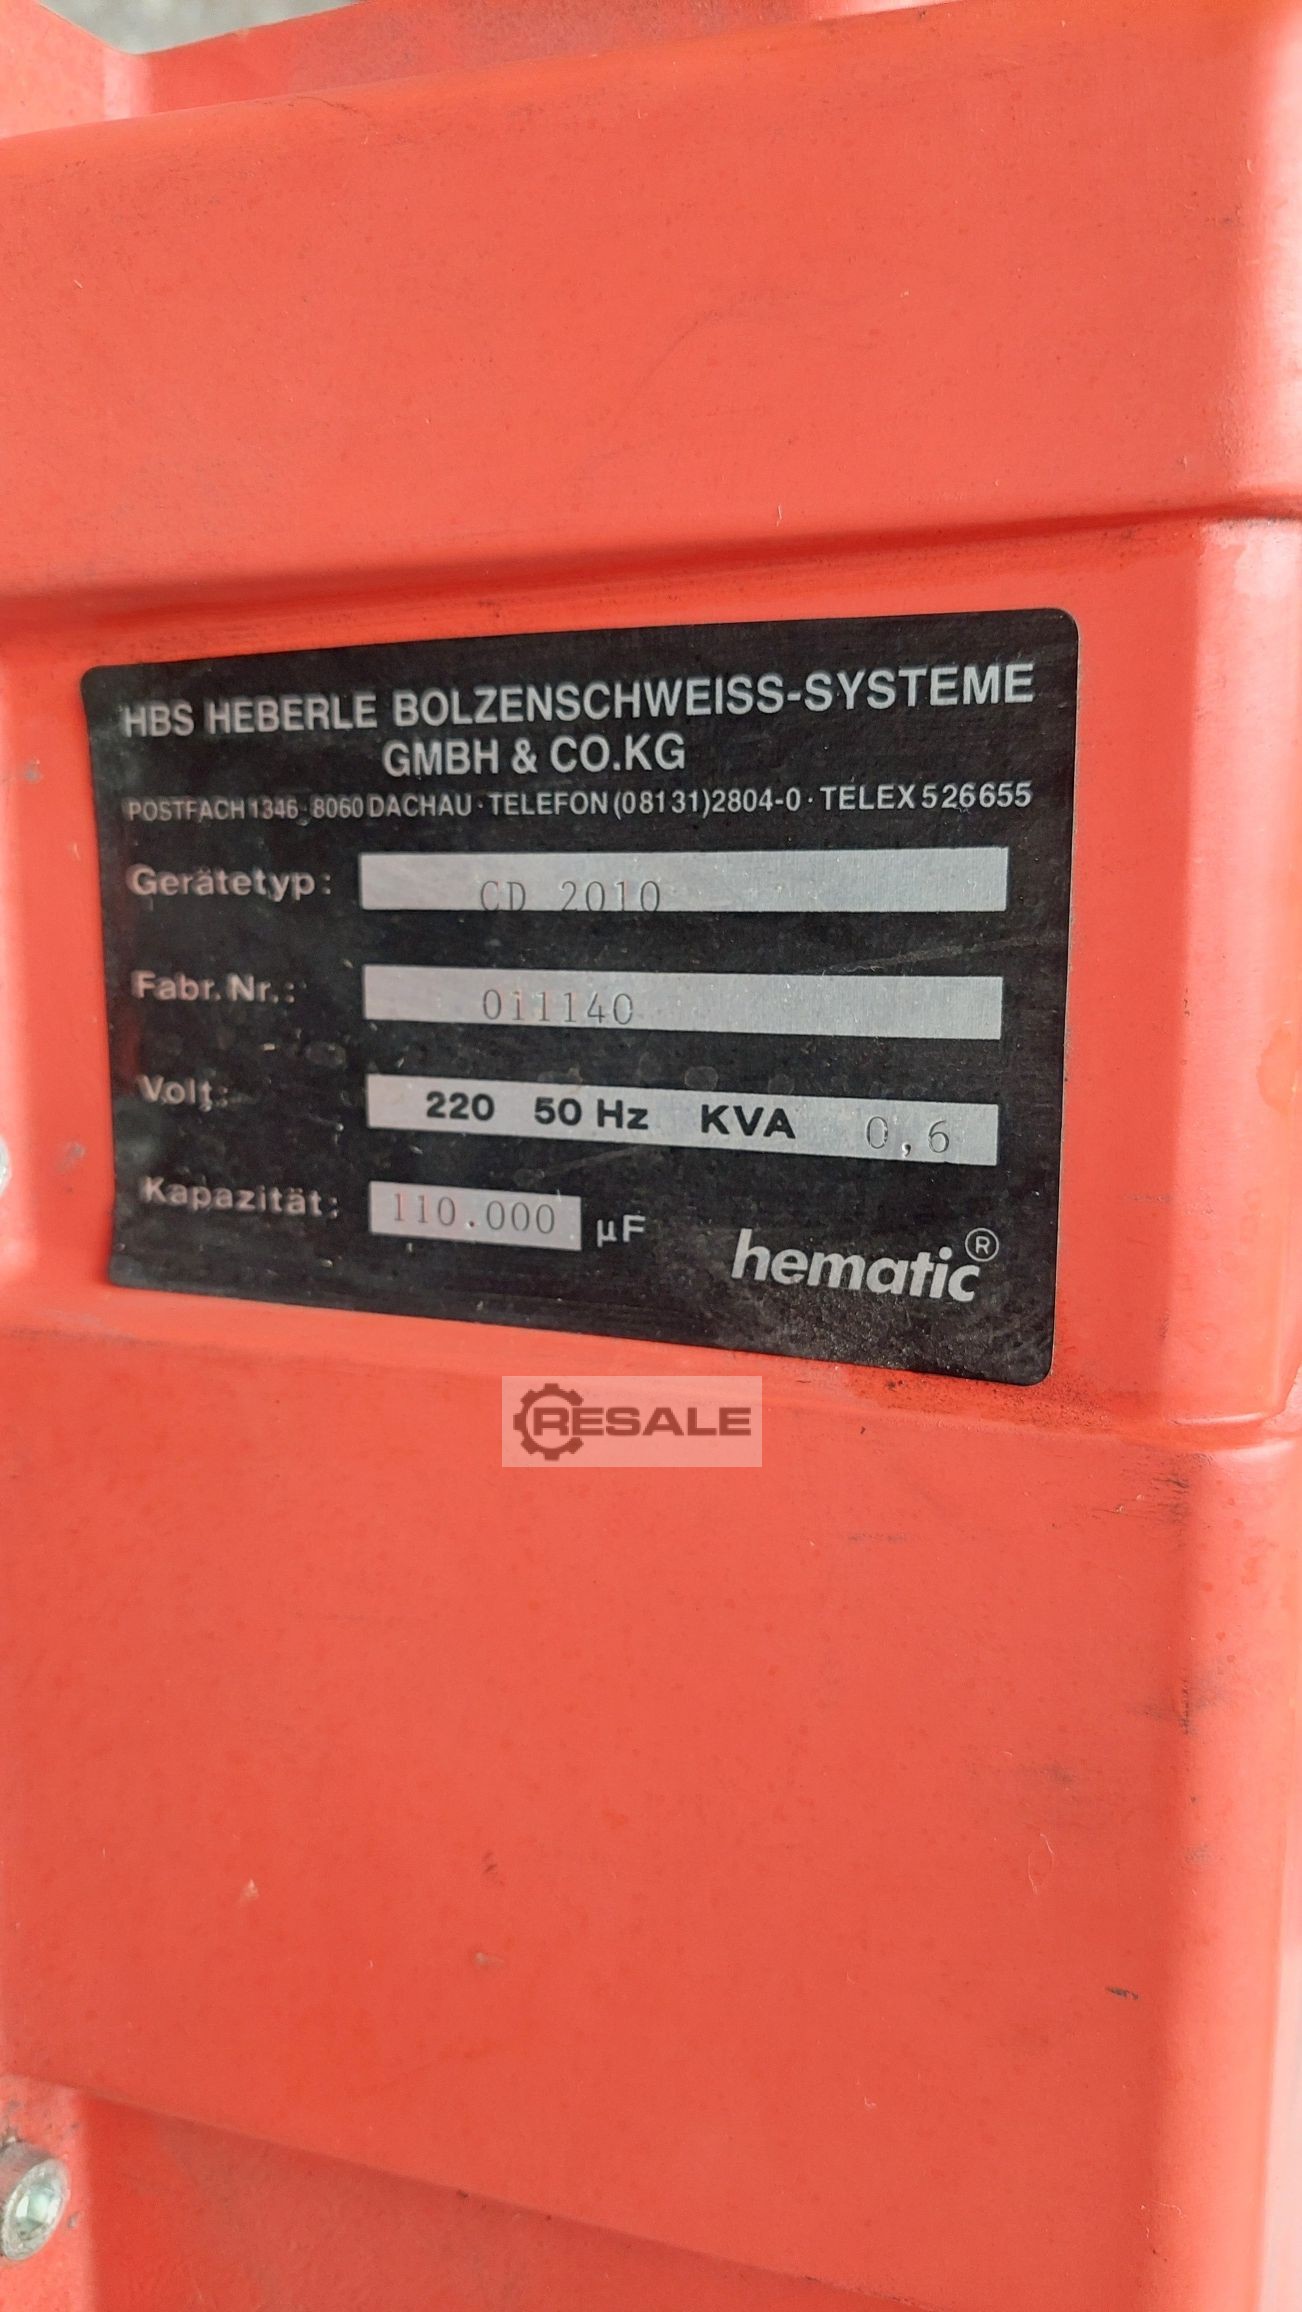 HBS HEBERLE BOLZENSCHWEISS-SYSTEME
GMBH & CO.KG
POSTFACH 1346 · 8060 DACHAU · TELEFON (08131) 2804-0 · TELEX 526655
Gerätetyp: CD 2010
Fabr. Nr.: 011140
Volt: 220 50 Hz KVA 0,6
Kapazität: 110.000 µF
hematic®
RESALE